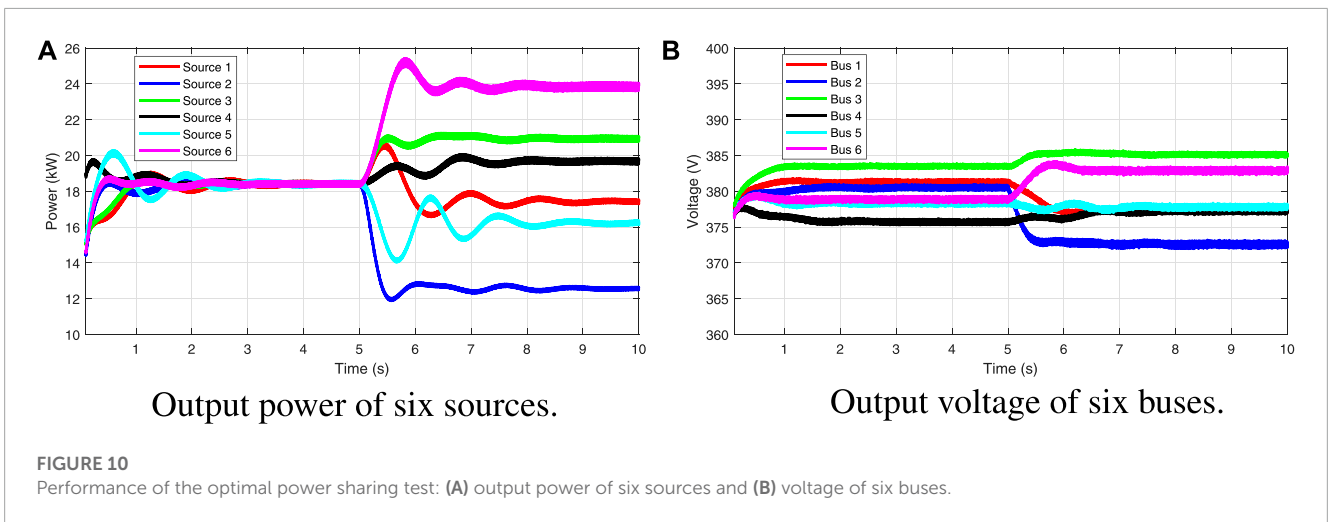 A
26
24
22
20
18
16
14
12
10
Power (kW)
Source 1
Source 2
Source 3
Source 4
Source 5
Source 6
1 2 3 4 5 6 7 8 9 10
Time (s)
Output power of six sources.
B
400
395
390
385
380
375
370
365
360
Voltage (V)
Bus 1
Bus 2
Bus 3
Bus 4
Bus 5
Bus 6
1 2 3 4 5 6 7 8 9 10
Time (s)
Output voltage of six buses.
FIGURE 10
Performance of the optimal power sharing test: (A) output power of six sources and (B) voltage of six buses.